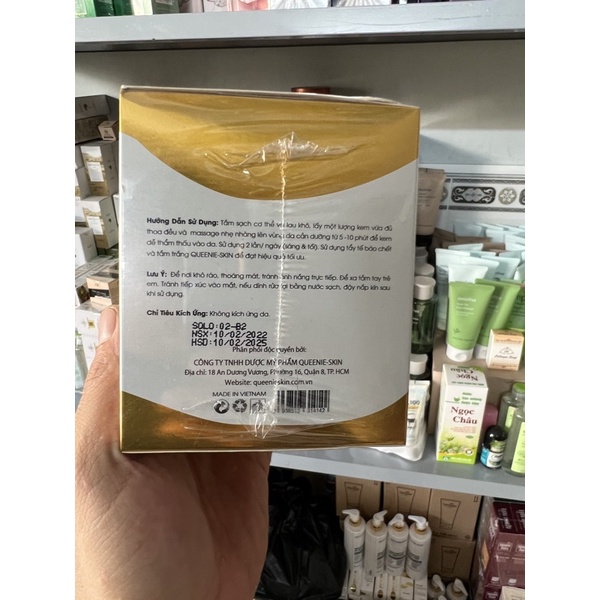 Hướng Dẫn Sử Dụng: Tắm sạch cơ thể và lau khô, lấy một lượng kem vừa đủ
thoa đều và massage nhẹ nhàng lên vùng da cần dưỡng từ 5-10 phút để kem
dễ thẩm thấu vào da. Sử dụng 2 lần/ ngày (sáng & tối). Sử dụng tẩy tế bào chết
và tắm trắng QUEENIE-SKIN để đạt hiệu quả tối ưu.
Lưu Ý: Để nơi khô ráo, thoáng mát, tránh ánh nắng trực tiếp. Để xa tầm tay trẻ
em. Tránh tiếp xúc vào mắt, nếu dính rửa lại bằng nước sạch, đậy nắp kín sau
khi sử dụng.
Chỉ Tiêu Kích Ứng: Không kích ứng da.
SOLO:02-B2
NSX:10/02/2022
HSD:10/02/2025
Phân phối độc quyền bởi:
CÔNG TY TNHH DƯỢC MỸ PHẨM QUEENIE-SKIN
Địa chỉ: 18 An Dương Vương, Phường 16, Quận 8, TP. HCM
Website: queenie-skin.com.vn
MADE IN VIETNAM
Ngọc
Châu